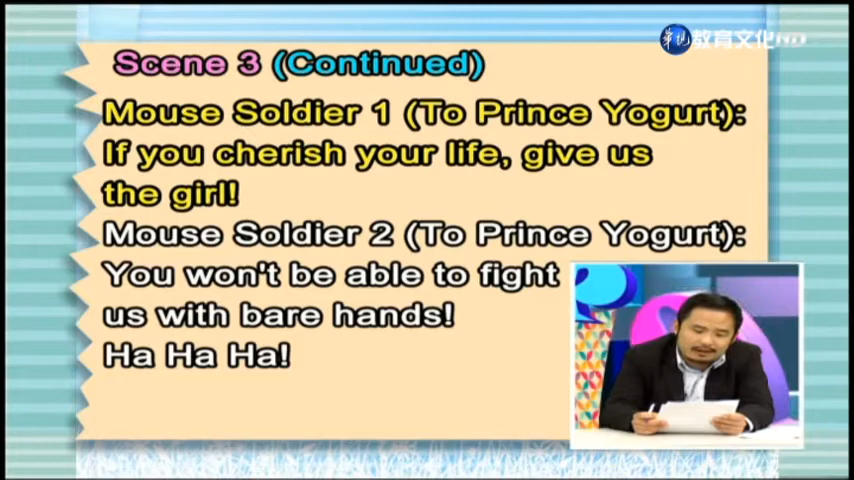 華視教育文化HD
Scene 3 (Continued)
Mouse Soldier 1 (To Prince Yogurt):
If you cherish your life, give us
the girl!
Mouse Soldier 2 (To Prince Yogurt):
You won't be able to fight
us with bare hands!
Ha Ha Ha!